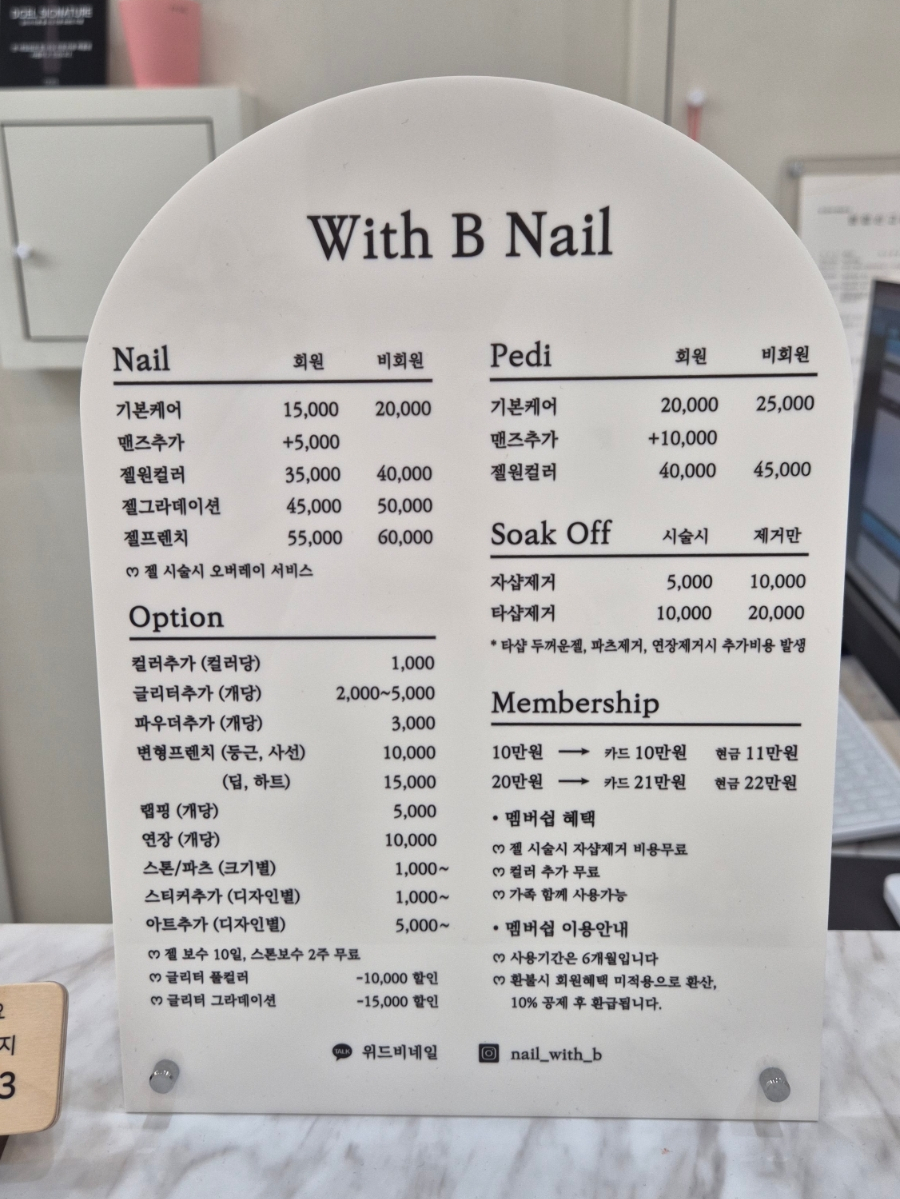 SIGEL SIGNATURE
With B Nail
Nail 회원 비회원
기본케어 15,000 20,000
맨즈추가 +5,000
젤원컬러 35,000 40,000
젤그라데이션 45,000 50,000
젤프렌치 55,000 60,000
젤 시술시 오버레이 서비스
Option
컬러추가 (컬러당) 1,000
글리터추가 (개당) 2,000~5,000
파우더추가 (개당) 3,000
변형프렌치 (둥근, 사선) 10,000
(딥, 하트) 15,000
랩핑 (개당) 5,000
연장 (개당) 10,000
스톤/파츠 (크기별) 1,000~
스티커추가 (디자인별) 1,000~
아트추가 (디자인별) 5,000~
젤 보수 10일, 스톤보수 2주 무료
글리터 풀컬러 -10,000 할인
글리터 그라데이션 -15,000 할인
Pedi 회원 비회원
기본케어 20,000 25,000
맨즈추가 +10,000
젤원컬러 40,000 45,000
Soak Off 시술시 제거만
자샵제거 5,000 10,000
타샵제거 10,000 20,000
* 타샵 두꺼운젤, 파츠제거, 연장제거시 추가비용 발생
Membership
10만원 → 카드 10만원 현금 11만원
20만원 → 카드 21만원 현금 22만원
• 멤버쉽 혜택
젤 시술시 자샵제거 비용무료
컬러 추가 무료
가족 함께 사용가능
• 멤버쉽 이용안내
사용기간은 6개월입니다
환불시 회원혜택 미적용으로 환산,
10% 공제 후 환급됩니다.
TALK 위드비네일 nail_with_b
요
지
3